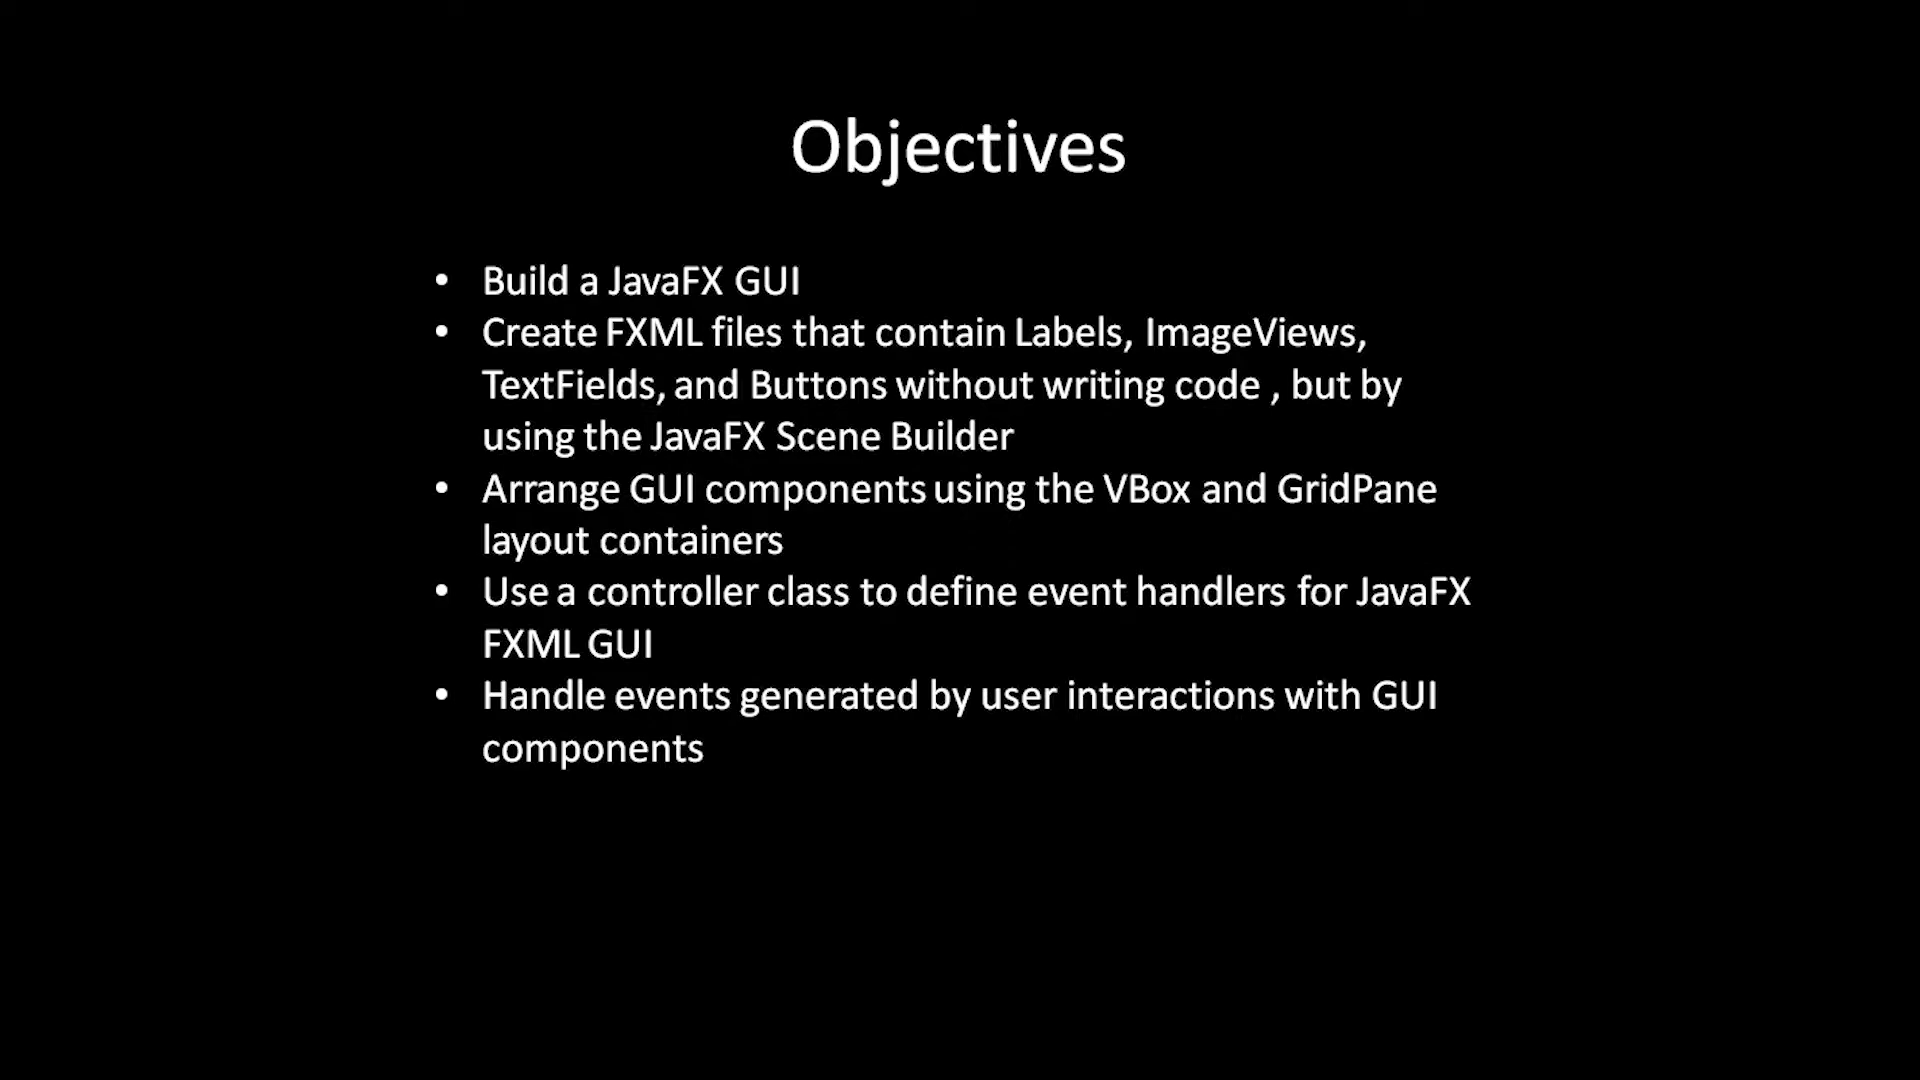 Objectives
• Build a JavaFX GUI
• Create FXML files that contain Labels, ImageViews,
TextFields, and Buttons without writing code , but by
using the JavaFX Scene Builder
• Arrange GUI components using the VBox and GridPane
layout containers
• Use a controller class to define event handlers for JavaFX
FXML GUI
• Handle events generated by user interactions with GUI
components